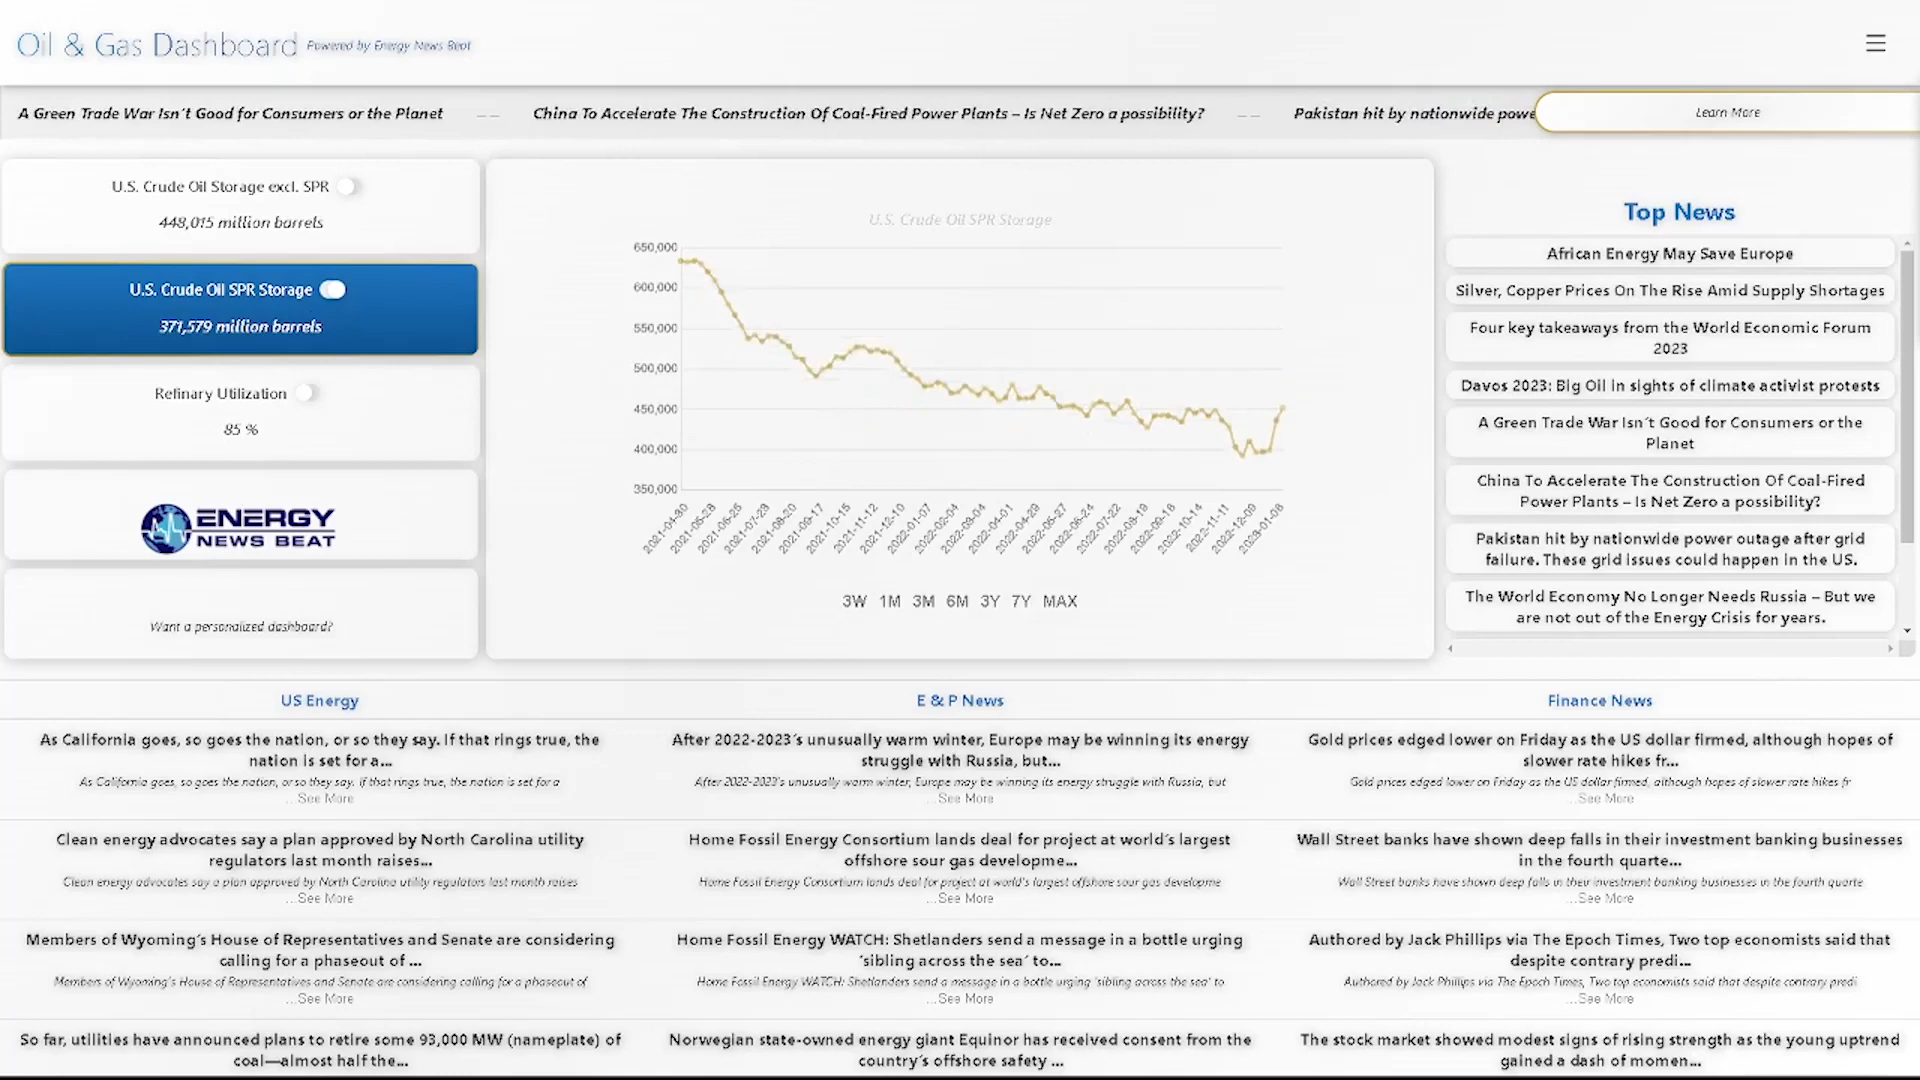 Oil & Gas Dashboard Powered by Energy News Beat
A Green Trade War Isn´t Good for Consumers or the Planet —— China To Accelerate The Construction Of Coal-Fired Power Plants – Is Net Zero a possibility? —— Pakistan hit by nationwide powe
Learn More
U.S. Crude Oil Storage excl. SPR
448,015 million barrels
U.S. Crude Oil SPR Storage
371,579 million barrels
Refinary Utilization
85 %
ENERGY
NEWS BEAT
Want a personalized dashboard?
U.S. Crude Oil SPR Storage
650,000
600,000
550,000
500,000
450,000
400,000
350,000
2021-04-30
2021-05-28
2021-06-25
2021-07-23
2021-08-20
2021-09-17
2021-10-15
2021-11-12
2021-12-10
2022-01-07
2022-02-04
2022-03-04
2022-04-01
2022-04-29
2022-05-27
2022-06-24
2022-07-22
2022-08-19
2022-09-16
2022-10-14
2022-11-11
2022-12-09
2023-01-06
3W 1M 3M 6M 3Y 7Y MAX
Top News
African Energy May Save Europe
Silver, Copper Prices On The Rise Amid Supply Shortages
Four key takeaways from the World Economic Forum
2023
Davos 2023: Big Oil in sights of climate activist protests
A Green Trade War Isn´t Good for Consumers or the
Planet
China To Accelerate The Construction Of Coal-Fired
Power Plants – Is Net Zero a possibility?
Pakistan hit by nationwide power outage after grid
failure. These grid issues could happen in the US.
The World Economy No Longer Needs Russia – But we
are not out of the Energy Crisis for years.
US Energy
As California goes, so goes the nation, or so they say. If that rings true, the
nation is set for a...
As California goes, so goes the nation, or so they say. If that rings true, the nation is set for a
...See More
Clean energy advocates say a plan approved by North Carolina utility
regulators last month raises...
Clean energy advocates say a plan approved by North Carolina utility regulators last month raises
...See More
Members of Wyoming´s House of Representatives and Senate are considering
calling for a phaseout of ...
Members of Wyoming´s House of Representatives and Senate are considering calling for a phaseout of
...See More
So far, utilities have announced plans to retire some 93,000 MW (nameplate) of
coal—almost half the...
E & P News
After 2022-2023´s unusually warm winter, Europe may be winning its energy
struggle with Russia, but...
After 2022-2023´s unusually warm winter, Europe may be winning its energy struggle with Russia, but
...See More
Home Fossil Energy Consortium lands deal for project at world´s largest
offshore sour gas developme...
Home Fossil Energy Consortium lands deal for project at world´s largest offshore sour gas developme
...See More
Home Fossil Energy WATCH: Shetlanders send a message in a bottle urging
´sibling across the sea´ to...
Home Fossil Energy WATCH: Shetlanders send a message in a bottle urging ´sibling across the sea´ to
...See More
Norwegian state-owned energy giant Equinor has received consent from the
country´s offshore safety ...
Finance News
Gold prices edged lower on Friday as the US dollar firmed, although hopes of
slower rate hikes fr...
Gold prices edged lower on Friday as the US dollar firmed, although hopes of slower rate hikes fr
...See More
Wall Street banks have shown deep falls in their investment banking businesses
in the fourth quarte...
Wall Street banks have shown deep falls in their investment banking businesses in the fourth quarte
...See More
Authored by Jack Phillips via The Epoch Times, Two top economists said that
despite contrary predi...
Authored by Jack Phillips via The Epoch Times, Two top economists said that despite contrary predi
...See More
The stock market showed modest signs of rising strength as the young uptrend
gained a dash of momen...